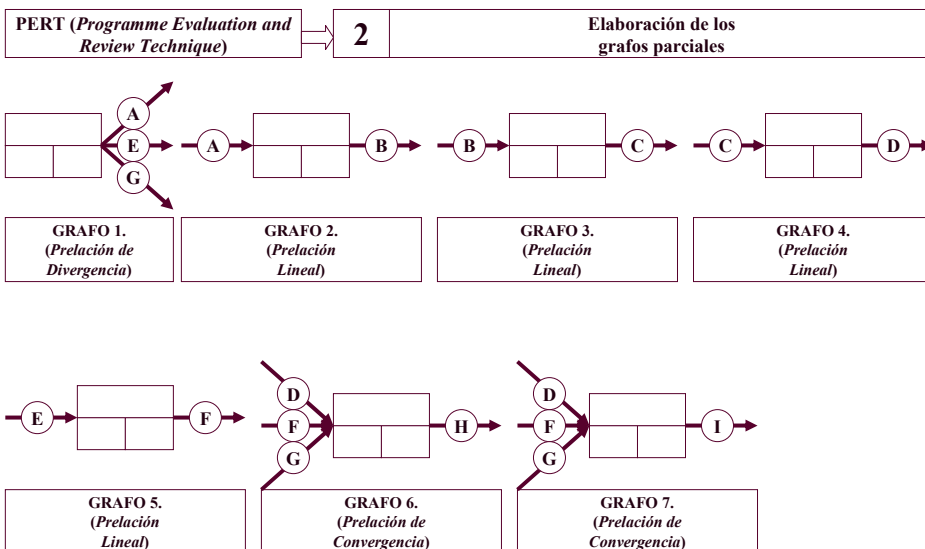 PERT (Programme Evaluation and
Review Technique)
2
Elaboración de los
grafos parciales
A
E
G
A
B
B
C
C
D
GRAFO 1.
(Prelación de
Divergencia)
GRAFO 2.
(Prelación
Lineal)
GRAFO 3.
(Prelación
Lineal)
GRAFO 4.
(Prelación
Lineal)
E
F
D
F
G
H
D
F
G
I
GRAFO 5.
(Prelación
Lineal)
GRAFO 6.
(Prelación de
Convergencia)
GRAFO 7.
(Prelación de
Convergencia)